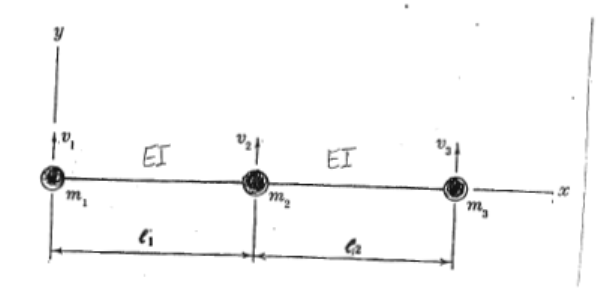 y
v₁ EI v₂ EI v₃
x
m₁ m₂ m₃
ℓ₁ ℓ₂